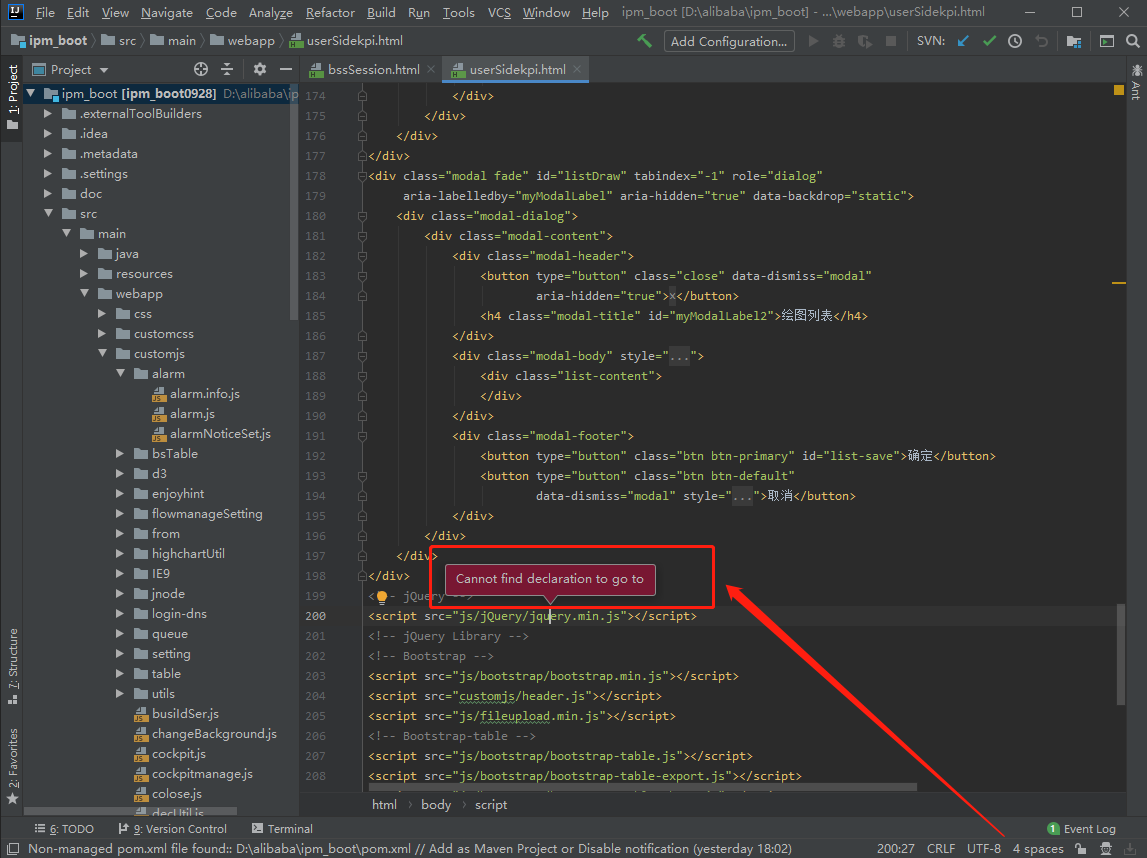 File Edit View Navigate Code Analyze Refactor Build Run Tools VCS Window Help ipm_boot [D:\alibaba\ipm_boot] - ...\webapp\userSidekpi.html
ipm_boot src main webapp userSidekpi.html Add Configuration... SVN:
1: Project
Project
bssSession.html userSidekpi.html
Ant
ipm_boot [ipm_boot0928] D:\alibaba\ip
.externalToolBuilders
.idea
.metadata
.settings
doc
src
main
java
resources
webapp
css
customcss
customjs
alarm
alarm.info.js
alarm.js
alarmNoticeSet.js
bsTable
d3
enjoyhint
flowmanageSetting
from
highchartUtil
IE9
jnode
login-dns
queue
setting
table
utils
busiIdSer.js
changeBackground.js
cockpit.js
cockpitmanage.js
colose.js
decUtil.js
7: Structure
2: Favorites
174 </div>
175 </div>
176 </div>
177 </div>
178 <div class="modal fade" id="listDraw" tabindex="-1" role="dialog"
179 aria-labelledby="myModalLabel" aria-hidden="true" data-backdrop="static">
180 <div class="modal-dialog">
181 <div class="modal-content">
182 <div class="modal-header">
183 <button type="button" class="close" data-dismiss="modal"
184 aria-hidden="true">×</button>
185 <h4 class="modal-title" id="myModalLabel2">绘图列表</h4>
186 </div>
187 <div class="modal-body" style="...">
188 <div class="list-content">
189 </div>
190 </div>
191 <div class="modal-footer">
192 <button type="button" class="btn btn-primary" id="list-save">确定</button>
193 <button type="button" class="btn btn-default"
194 data-dismiss="modal" style="...">取消</button>
195 </div>
196 </div>
197 </div>
198 </div>
Cannot find declaration to go to
199 <!-- jQuery -->
200 <script src="js/jQuery/jquery.min.js"></script>
201 <!-- jQuery Library -->
202 <!-- Bootstrap -->
203 <script src="js/bootstrap/bootstrap.min.js"></script>
204 <script src="customjs/header.js"></script>
205 <script src="js/fileupload.min.js"></script>
206 <!-- Bootstrap-table -->
207 <script src="js/bootstrap/bootstrap-table.js"></script>
208 <script src="js/bootstrap/bootstrap-table-export.js"></script>
html body script
6: TODO 9: Version Control Terminal 1 Event Log
Non-managed pom.xml file found:: D:\alibaba\ipm_boot\pom.xml // Add as Maven Project or Disable notification (yesterday 18:02) 200:27 CRLF UTF-8 4 spaces